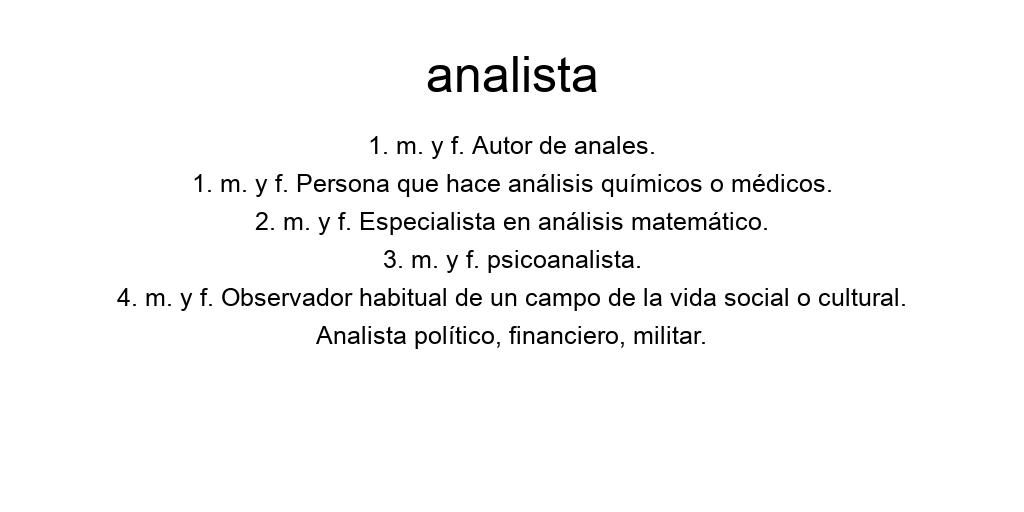 analista
1. m. y f. Autor de anales.
1. m. y f. Persona que hace análisis químicos o médicos.
2. m. y f. Especialista en análisis matemático.
3. m. y f. psicoanalista.
4. m. y f. Observador habitual de un campo de la vida social o cultural.
Analista político, financiero, militar.